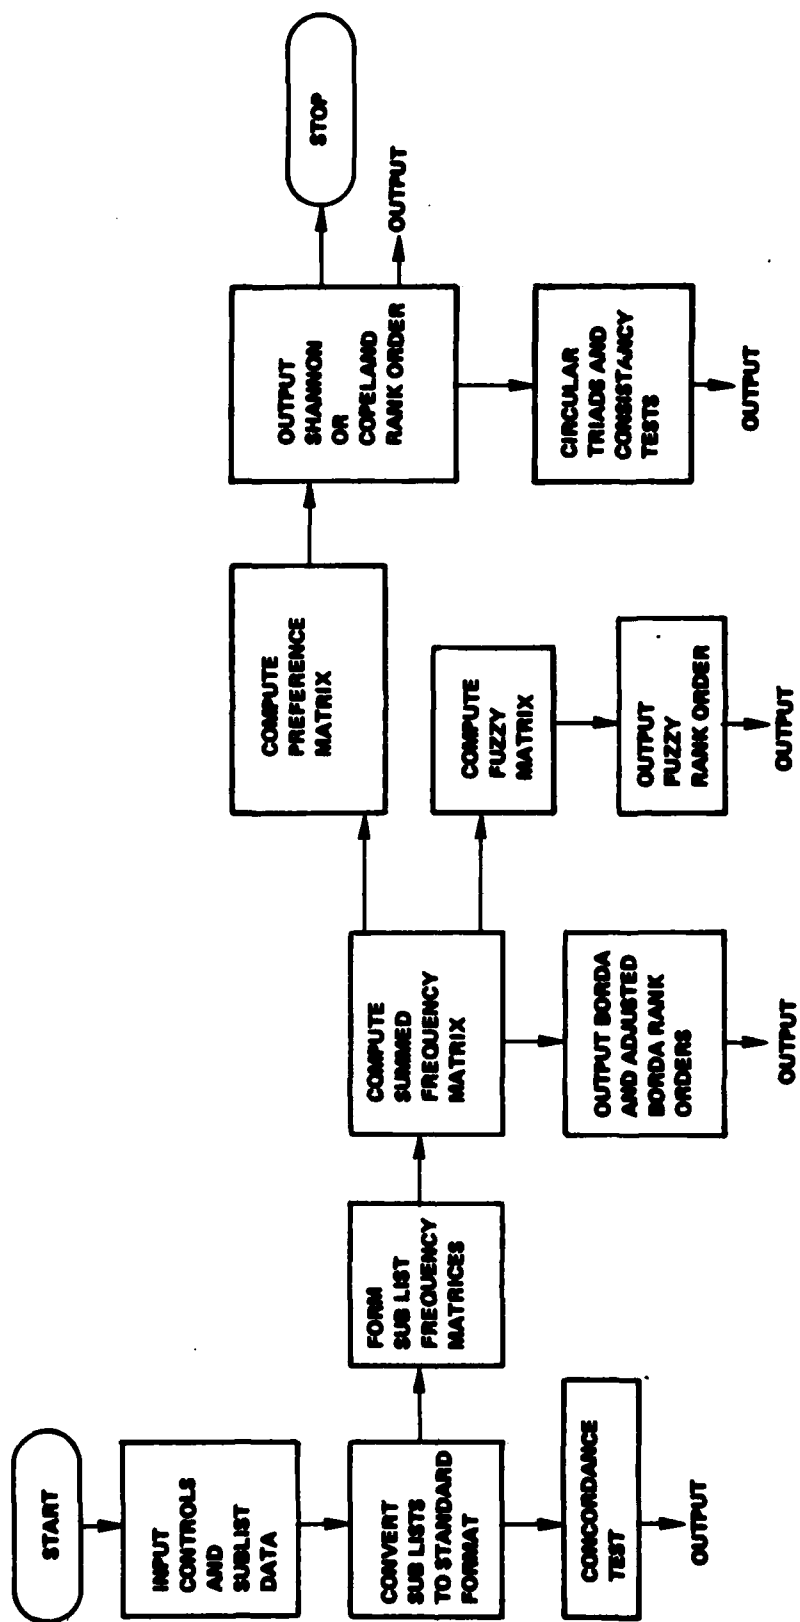 START
INPUT
CONTROLS
AND
SUBLIST
DATA
CONVERT
SUB LISTS
TO STANDARD
FORMAT
CONCORDANCE
TEST
OUTPUT
FORM
SUB LIST
FREQUENCY
MATRICES
COMPUTE
SUMMED
FREQUENCY
MATRIX
OUTPUT BORDA
AND ADJUSTED
BORDA RANK
ORDERS
OUTPUT
COMPUTE
PREFERENCE
MATRIX
COMPUTE
FUZZY
MATRIX
OUTPUT
FUZZY
RANK ORDER
OUTPUT
OUTPUT
SHANNON
OR
COPELAND
RANK ORDER
STOP
OUTPUT
CIRCULAR
TRIADS AND
CONSISTANCY
TESTS
OUTPUT